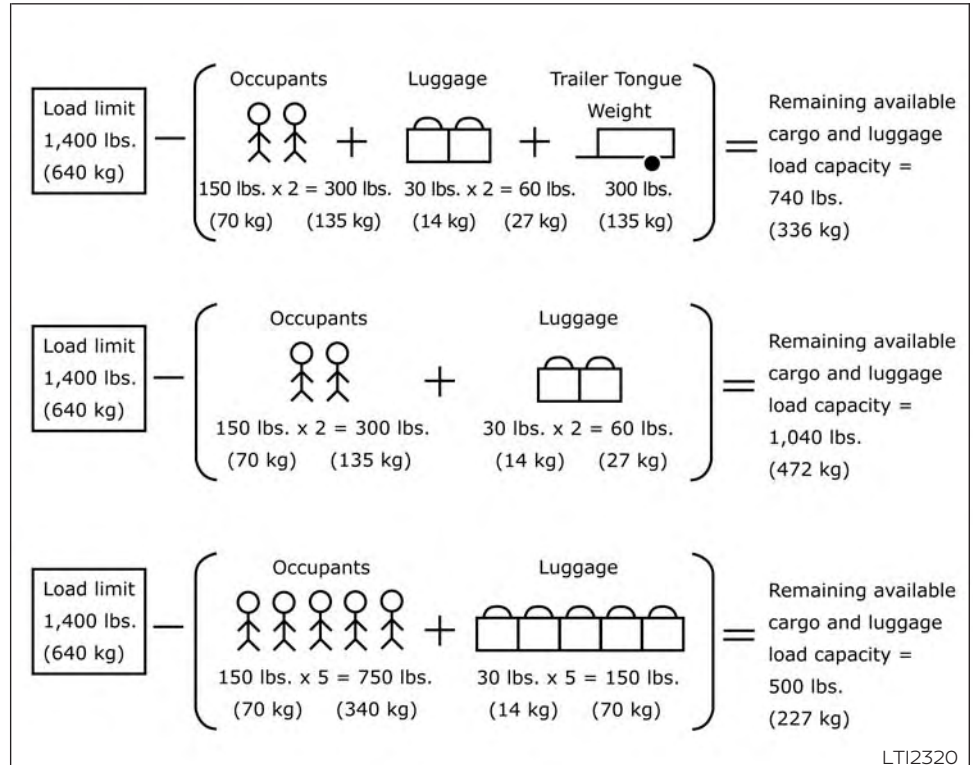 Occupants Luggage Trailer Tongue
Weight
Load limit
1,400 lbs.
(640 kg)
150 lbs. x 2 = 300 lbs. 30 lbs. x 2 = 60 lbs. 300 lbs.
(70 kg) (135 kg) (14 kg) (27 kg) (135 kg)
Remaining available
cargo and luggage
load capacity =
740 lbs.
(336 kg)
Occupants Luggage
Load limit
1,400 lbs.
(640 kg)
150 lbs. x 2 = 300 lbs. 30 lbs. x 2 = 60 lbs.
(70 kg) (135 kg) (14 kg) (27 kg)
Remaining available
cargo and luggage
load capacity =
1,040 lbs.
(472 kg)
Occupants Luggage
Load limit
1,400 lbs.
(640 kg)
150 lbs. x 5 = 750 lbs. 30 lbs. x 5 = 150 lbs.
(70 kg) (340 kg) (14 kg) (70 kg)
Remaining available
cargo and luggage
load capacity =
500 lbs.
(227 kg)
LTI2320